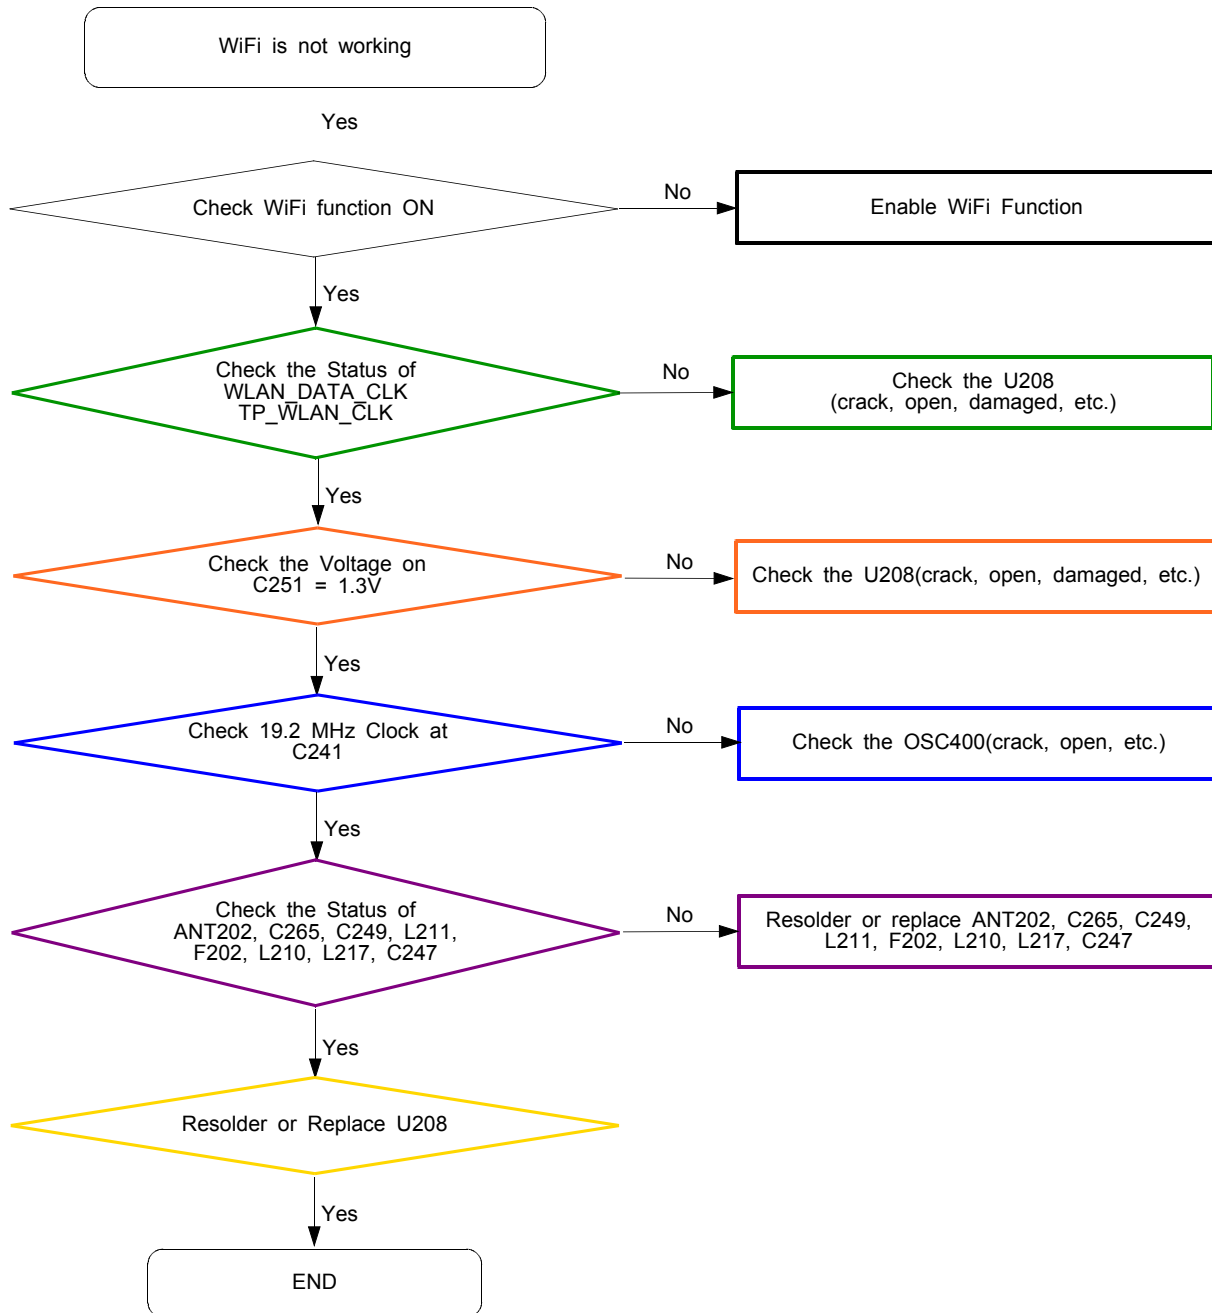 WiFi is not working
Yes
Check WiFi function ON
No
Enable WiFi Function
Yes
Check the Status of
WLAN_DATA_CLK
TP_WLAN_CLK
No
Check the U208
(crack, open, damaged, etc.)
Yes
Check the Voltage on
C251 = 1.3V
No
Check the U208(crack, open, damaged, etc.)
Yes
Check 19.2 MHz Clock at
C241
No
Check the OSC400(crack, open, etc.)
Yes
Check the Status of
ANT202, C265, C249, L211,
F202, L210, L217, C247
No
Resolder or replace ANT202, C265, C249,
L211, F202, L210, L217, C247
Yes
Resolder or Replace U208
Yes
END